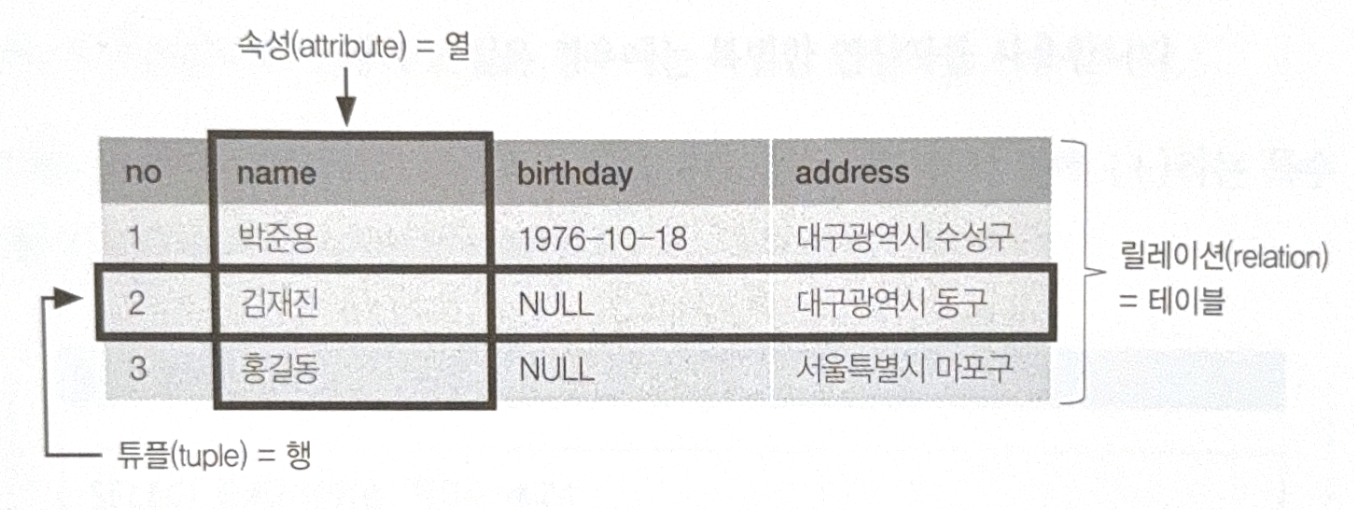 속성(attribute) = 열
no name birthday address
1 박준용 1976-10-18 대구광역시 수성구
2 김재진 NULL 대구광역시 동구
3 홍길동 NULL 서울특별시 마포구
릴레이션(relation)
= 테이블
튜플(tuple) = 행